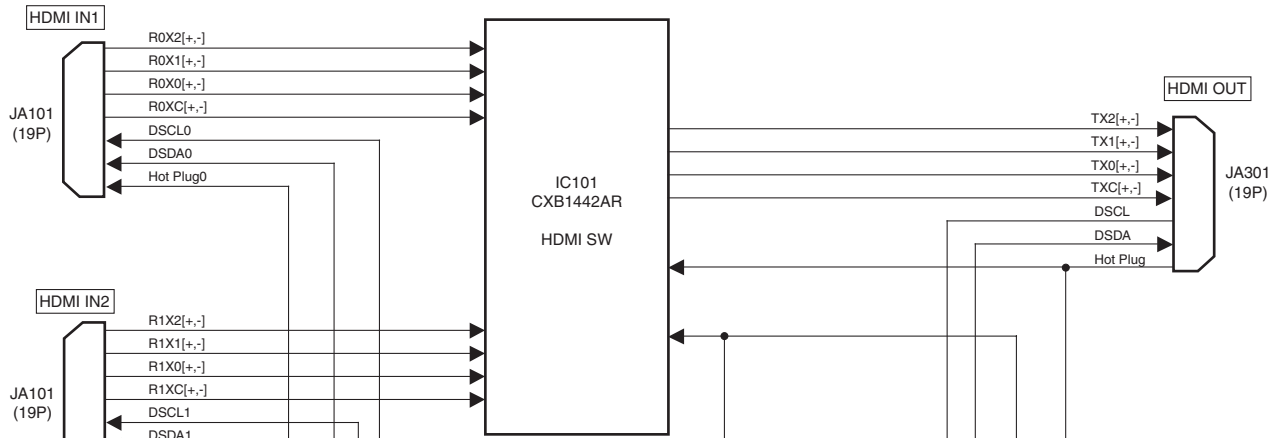 HDMI IN1
R0X2[+,-]
R0X1[+,-]
R0X0[+,-]
R0XC[+,-]
DSCL0
DSDA0
Hot Plug0
JA101
(19P)
HDMI IN2
R1X2[+,-]
R1X1[+,-]
R1X0[+,-]
R1XC[+,-]
DSCL1
DSDA1
JA101
(19P)
IC101
CXB1442AR
HDMI SW
HDMI OUT
TX2[+,-]
TX1[+,-]
TX0[+,-]
TXC[+,-]
DSCL
DSDA
Hot Plug
JA301
(19P)